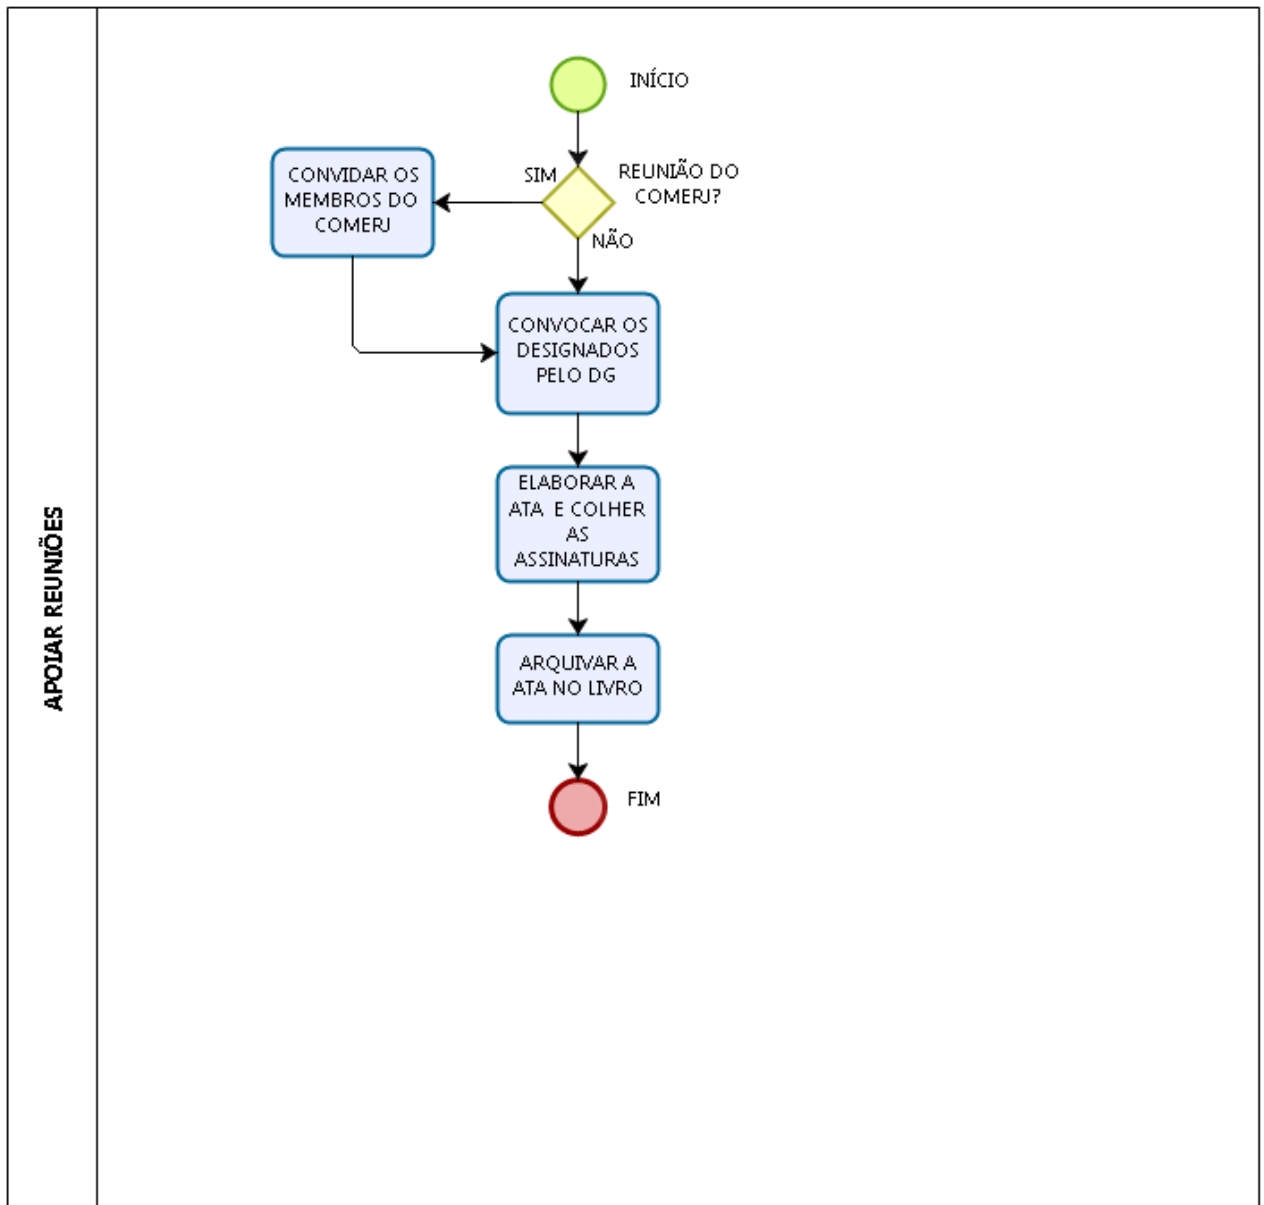 INÍCIO
SIM
REUNIÃO DO
COMERJ?
CONVIDAR OS
MEMBROS DO
COMERJ
NÃO
CONVOCAR OS
DESIGNADOS
PELO DG
ELABORAR A
ATA  E COLHER
AS
ASSINATURAS
ARQUIVAR A
ATA NO LIVRO
FIM
APOIAR REUNIÕES